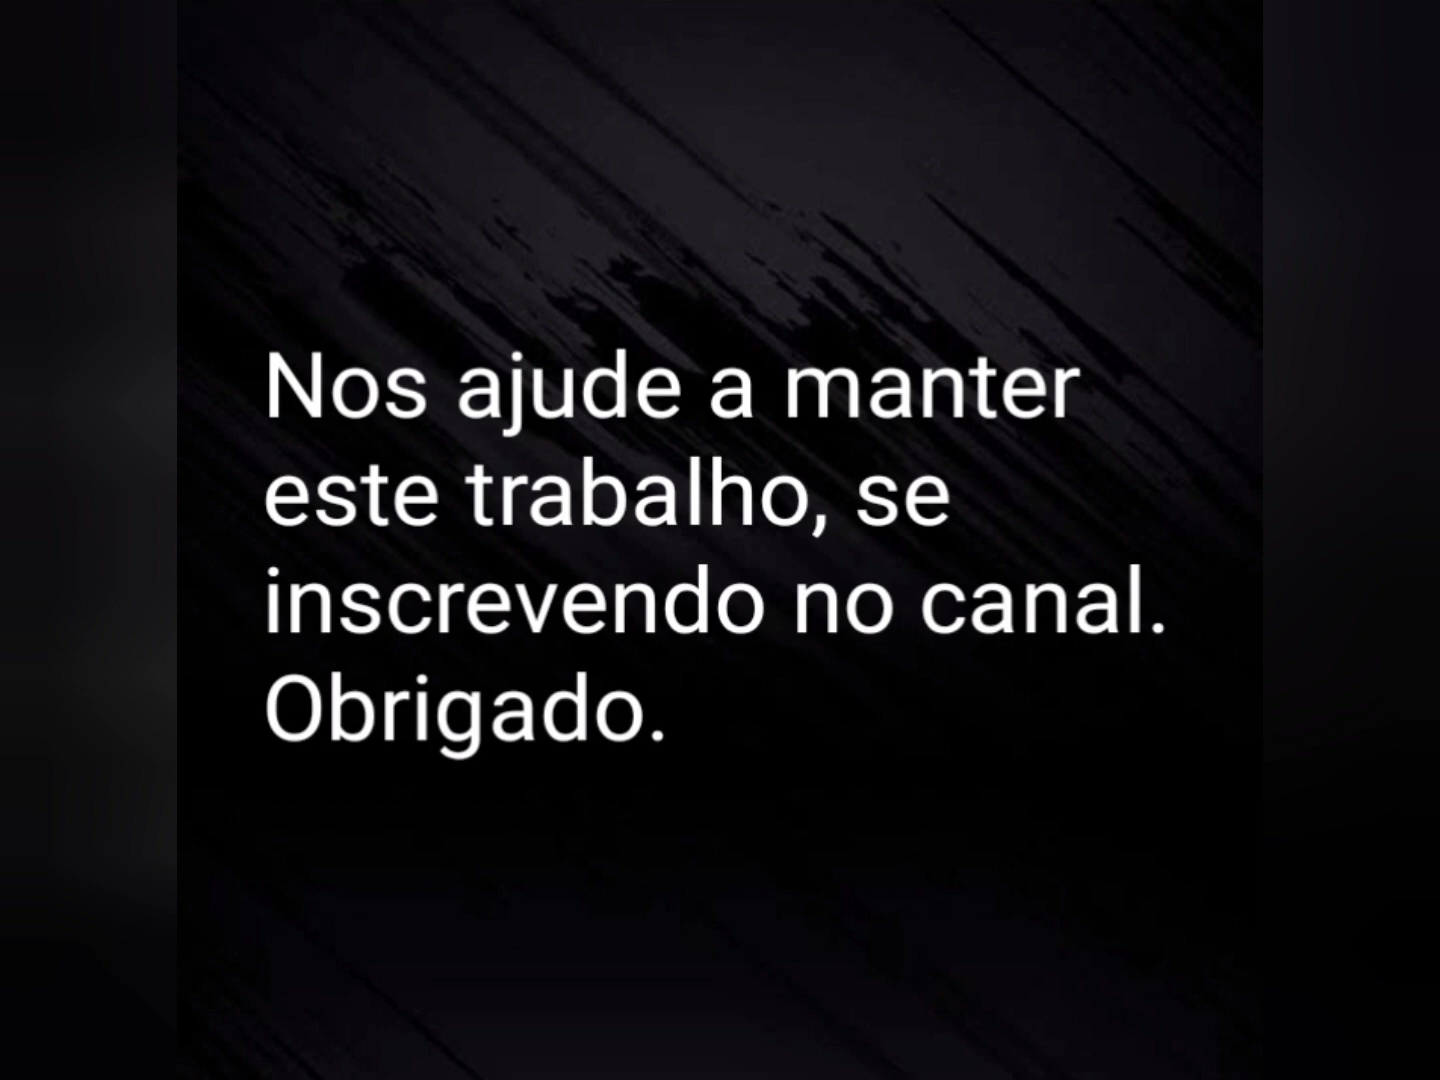 Nos ajude a manter
este trabalho, se
inscrevendo no canal.
Obrigado.